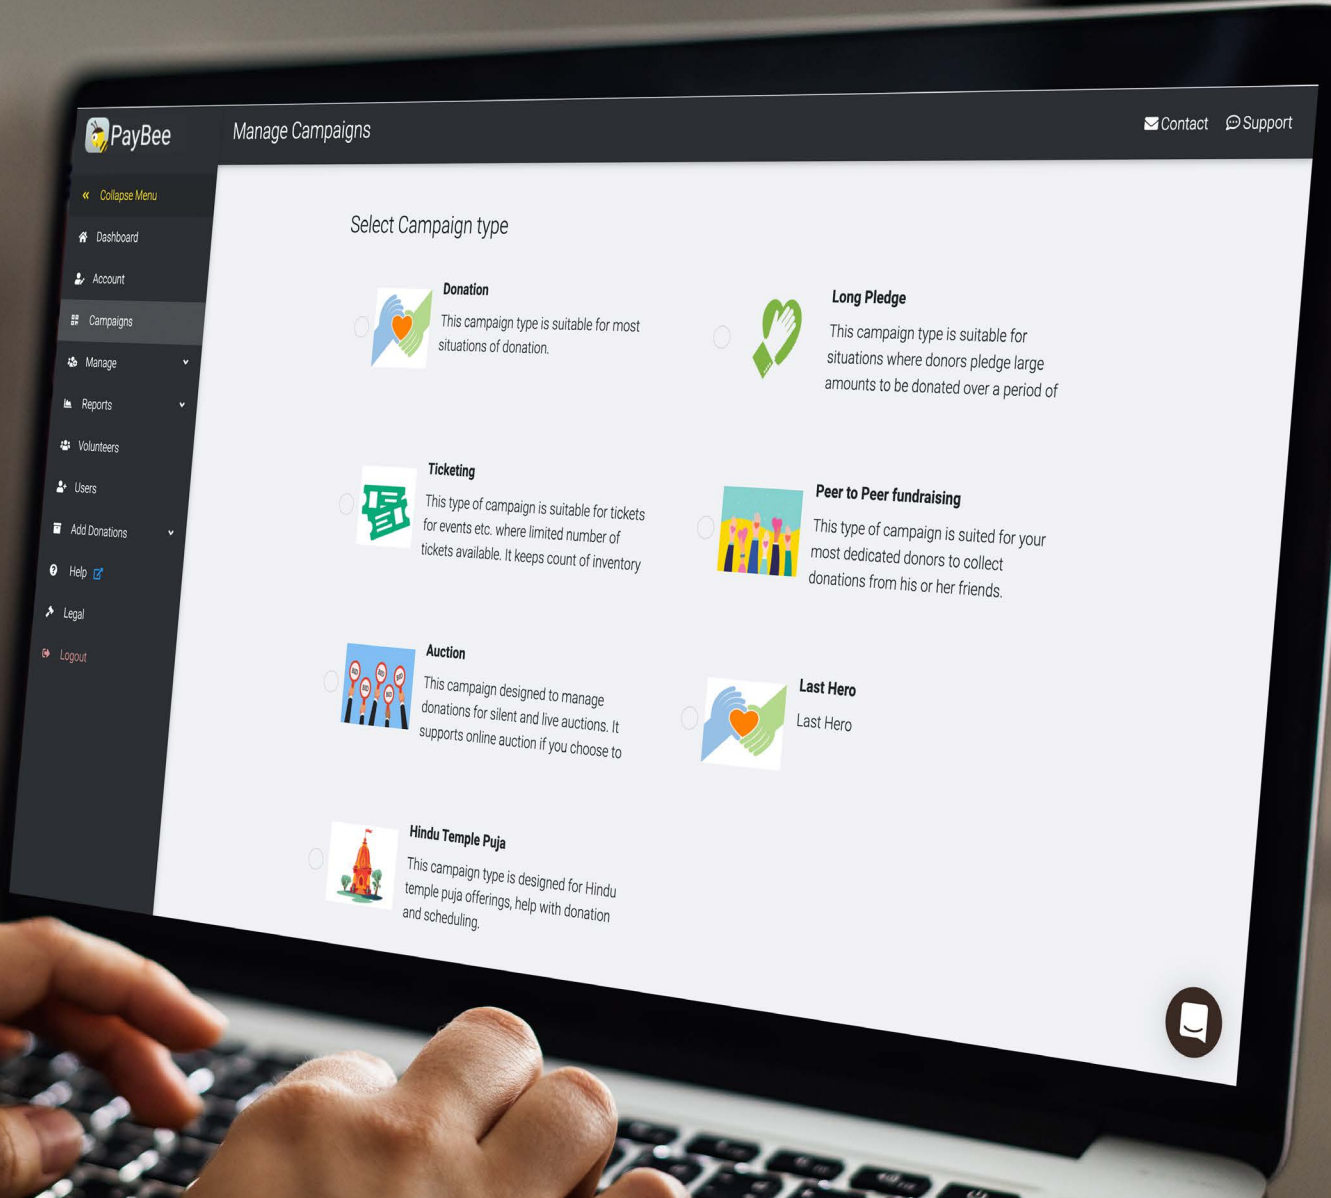 PayBee
Manage Campaigns
Contact
Support
Collapse Menu
Dashboard
Account
Campaigns
Manage
Reports
Volunteers
Users
Add Donations
Help
Legal
Logout
Select Campaign type
Donation
This campaign type is suitable for most
situations of donation.
Long Pledge
This campaign type is suitable for
situations where donors pledge large
amounts to be donated over a period of
Ticketing
This type of campaign is suitable for tickets
for events etc. where limited number of
tickets available. It keeps count of inventory
Peer to Peer fundraising
This type of campaign is suited for your
most dedicated donors to collect
donations from his or her friends.
BID
BID
BID
BID
BID
Auction
This campaign designed to manage
donations for silent and live auctions. It
supports online auction if you choose to
Last Hero
Last Hero
Hindu Temple Puja
This campaign type is designed for Hindu
temple puja offerings, help with donation
and scheduling.